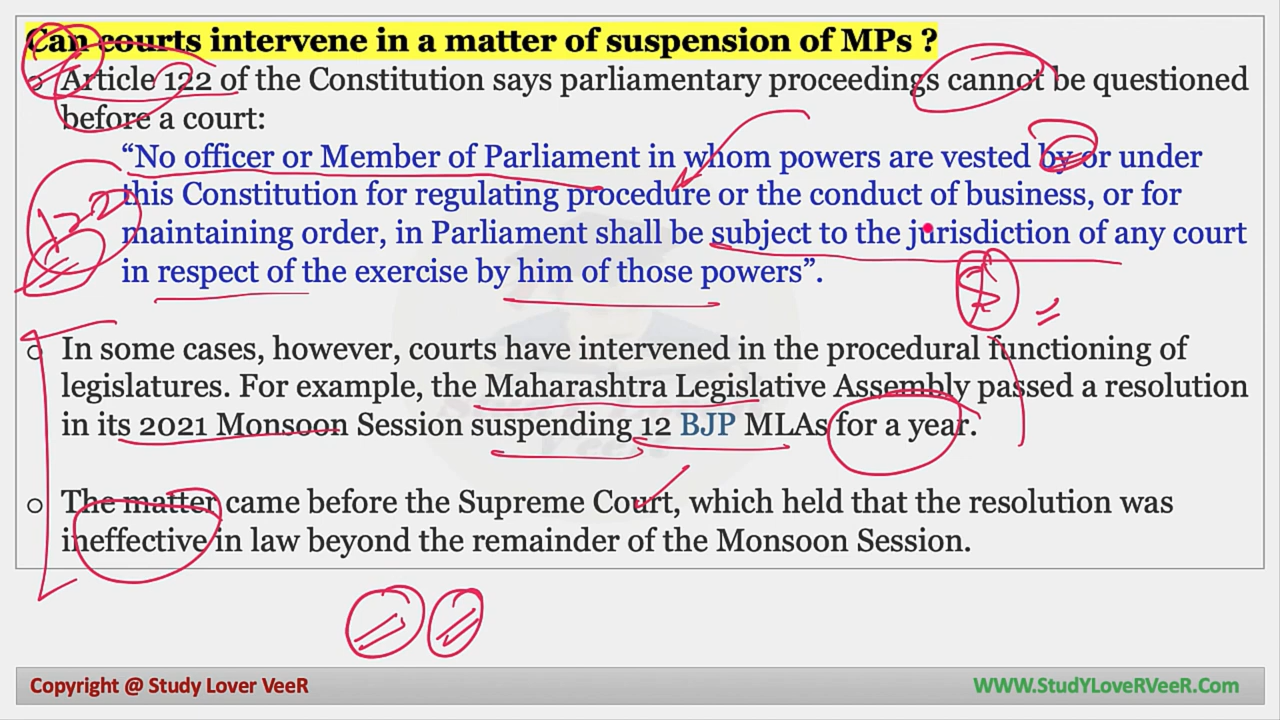 Can courts intervene in a matter of suspension of MPs ?
o Article 122 of the Constitution says parliamentary proceedings cannot be questioned
before a court:
“No officer or Member of Parliament in whom powers are vested by or under
this Constitution for regulating procedure or the conduct of business, or for
maintaining order, in Parliament shall be subject to the jurisdiction of any court
in respect of the exercise by him of those powers”.
122
o In some cases, however, courts have intervened in the procedural functioning of
legislatures. For example, the Maharashtra Legislative Assembly passed a resolution
in its 2021 Monsoon Session suspending 12 BJP MLAs for a year.
o The matter came before the Supreme Court, which held that the resolution was
ineffective in law beyond the remainder of the Monsoon Session.
Copyright @ Study Lover VeeR
WWW.StudYLoveRVeeR.Com